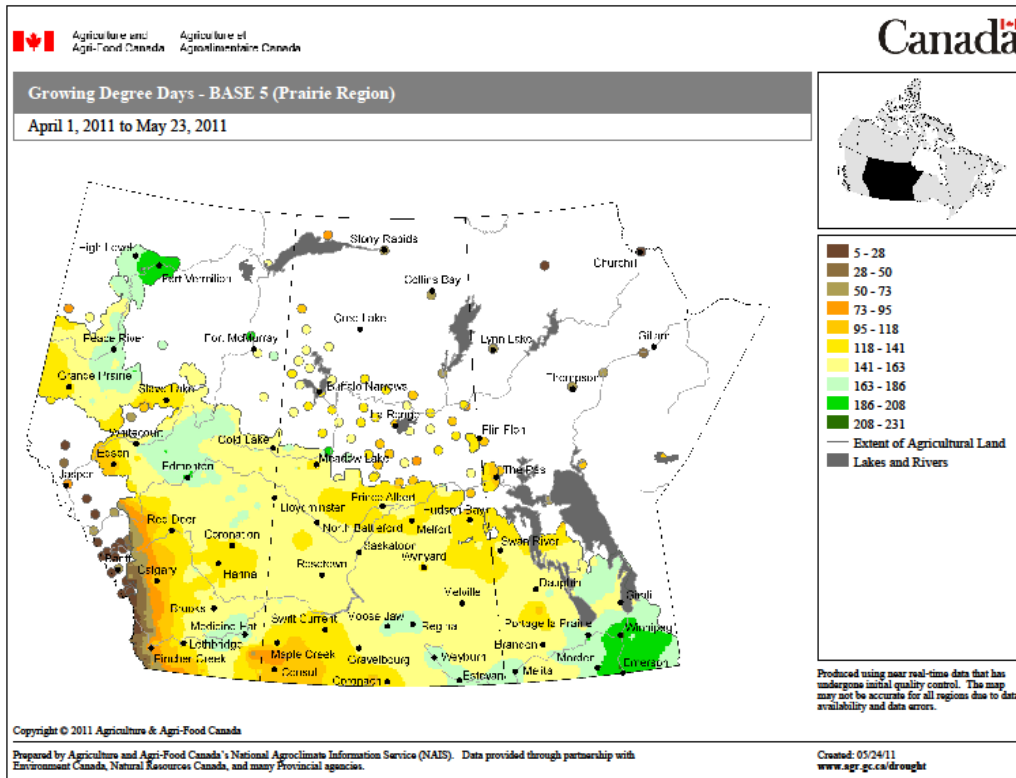 Agriculture and
Agri-Food Canada
Agriculture et
Agroalimentaire Canada
Canada
Growing Degree Days - BASE 5 (Prairie Region)
April 1, 2011 to May 23, 2011
High Level
Fort Vermilion
Stony Rapids
Churchill
Collins Bay
Cree Lake
Peace River
Fort McMurray
Lynn Lake
Gillam
Grande Prairie
Slave Lake
Buffalo Narrows
Thompson
La Ronge
Whitecourt
Cold Lake
Flin Flon
Edson
Edmonton
Meadow Lake
The Pas
Jasper
Lloydminster
Prince Albert
Hudson Bay
Red Deer
North Battleford
Melfort
Coronation
Saskatoon
Swan River
Banff
Calgary
Hanna
Rosetown
Wynyard
Dauphin
Gimli
Brooks
Melville
Medicine Hat
Swift Current
Moose Jaw
Regina
Portage la Prairie
Winnipeg
Lethbridge
Brandon
Pincher Creek
Maple Creek
Gravelbourg
Weyburn
Morden
Emerson
Consul
Coronach
Estevan
Melita
5 - 28
28 - 50
50 - 73
73 - 95
95 - 118
118 - 141
141 - 163
163 - 186
186 - 208
208 - 231
Extent of Agricultural Land
Lakes and Rivers
Produced using near real-time data that has
undergone initial quality control. The map
may not be accurate for all regions due to data
availability and data errors.
Copyright © 2011 Agriculture & Agri-Food Canada
Prepared by Agriculture and Agri-Food Canada's National Agroclimate Information Service (NAIS). Data provided through partnership with
Environment Canada, Natural Resources Canada, and many Provincial agencies.
Created: 05/24/11
www.agr.gc.ca/drought